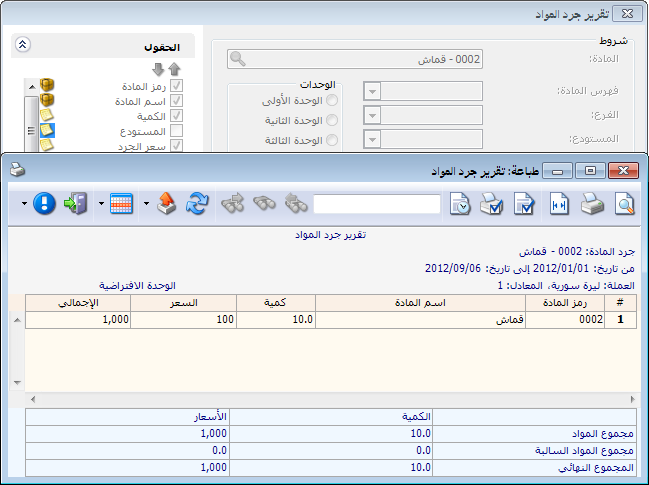 تقرير جرد المواد
شروط
المادة:
0002 - قماش
فهرس المادة:
الفرع:
المستودع:
الوحدات
الوحدة الأولى
الوحدة الثانية
الوحدة الثالثة
الحقول
رمز المادة
اسم المادة
الكمية
المستودع
سعر الجرد
طباعة: تقرير جرد المواد
تقرير جرد المواد
جرد المادة: 0002 - قماش
من تاريخ: 2012/01/01 إلى تاريخ: 2012/09/06
العملة: ليرة سورية، المعادل: 1 الوحدة الافتراضية
# رمز المادة اسم المادة كمية السعر الإجمالي
1 0002 قماش 10.0 100 1,000
الكمية الأسعار
مجموع المواد 10.0 1,000
مجموع المواد السالبة 0.0 0.0
المجموع النهائي 10.0 1,000